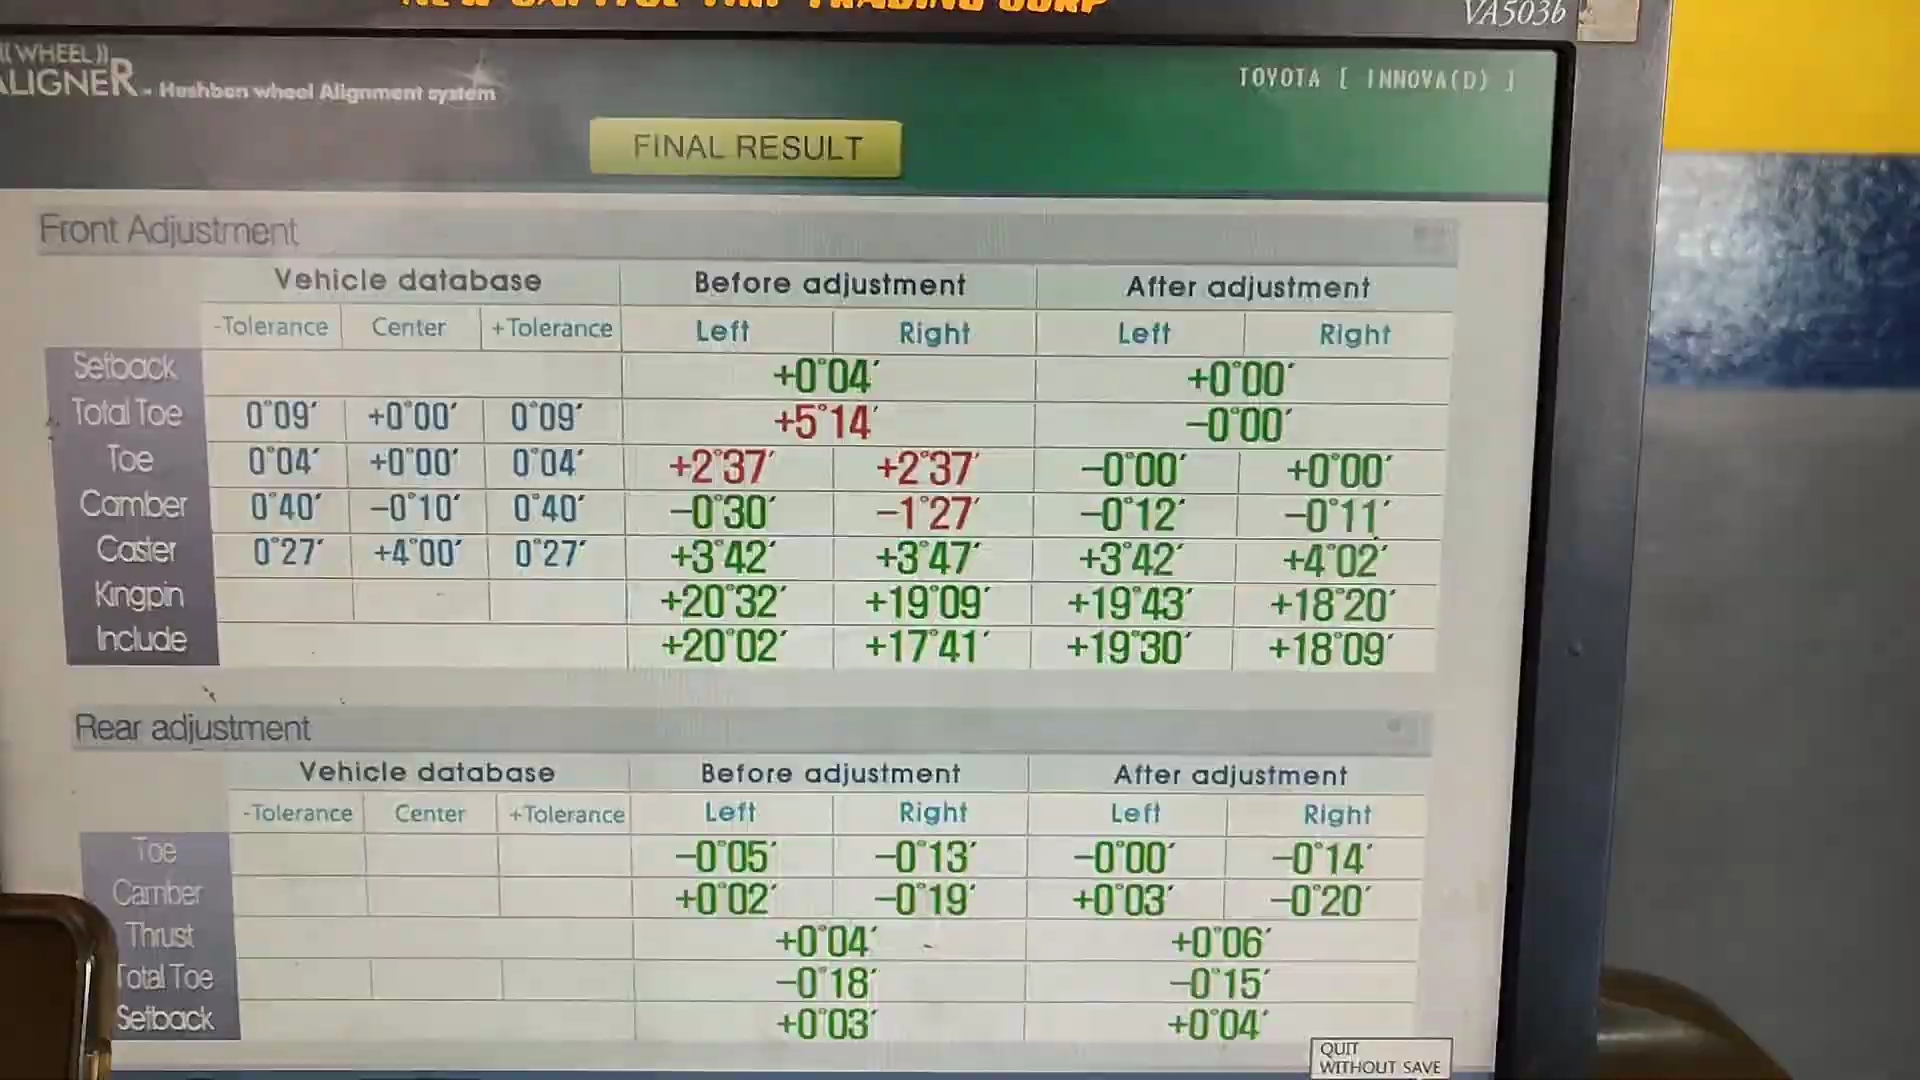 NEW CAPITOL TIRE TRADING CORP
VA503b
((WHEEL))
ALIGNER - Heshbon wheel Alignment system
TOYOTA [ INNOVA(D) ]
FINAL RESULT
Front Adjustment
Vehicle database Before adjustment After adjustment
-Tolerance Center +Tolerance Left Right Left Right
Setback +0°04′ +0°00′
Total Toe 0°09′ +0°00′ 0°09′ +5°14′ −0°00′
Toe 0°04′ +0°00′ 0°04′ +2°37′ +2°37′ −0°00′ +0°00′
Camber 0°40′ −0°10′ 0°40′ −0°30′ −1°27′ −0°12′ −0°11′
Caster 0°27′ +4°00′ 0°27′ +3°42′ +3°47′ +3°42′ +4°02′
Kingpin +20°32′ +19°09′ +19°43′ +18°20′
Include +20°02′ +17°41′ +19°30′ +18°09′
Rear adjustment
Vehicle database Before adjustment After adjustment
-Tolerance Center +Tolerance Left Right Left Right
Toe −0°05′ −0°13′ −0°00′ −0°14′
Camber +0°02′ −0°19′ +0°03′ −0°20′
Thrust +0°04′ +0°06′
Total Toe −0°18′ −0°15′
Setback +0°03′ +0°04′
QUIT
WITHOUT SAVE